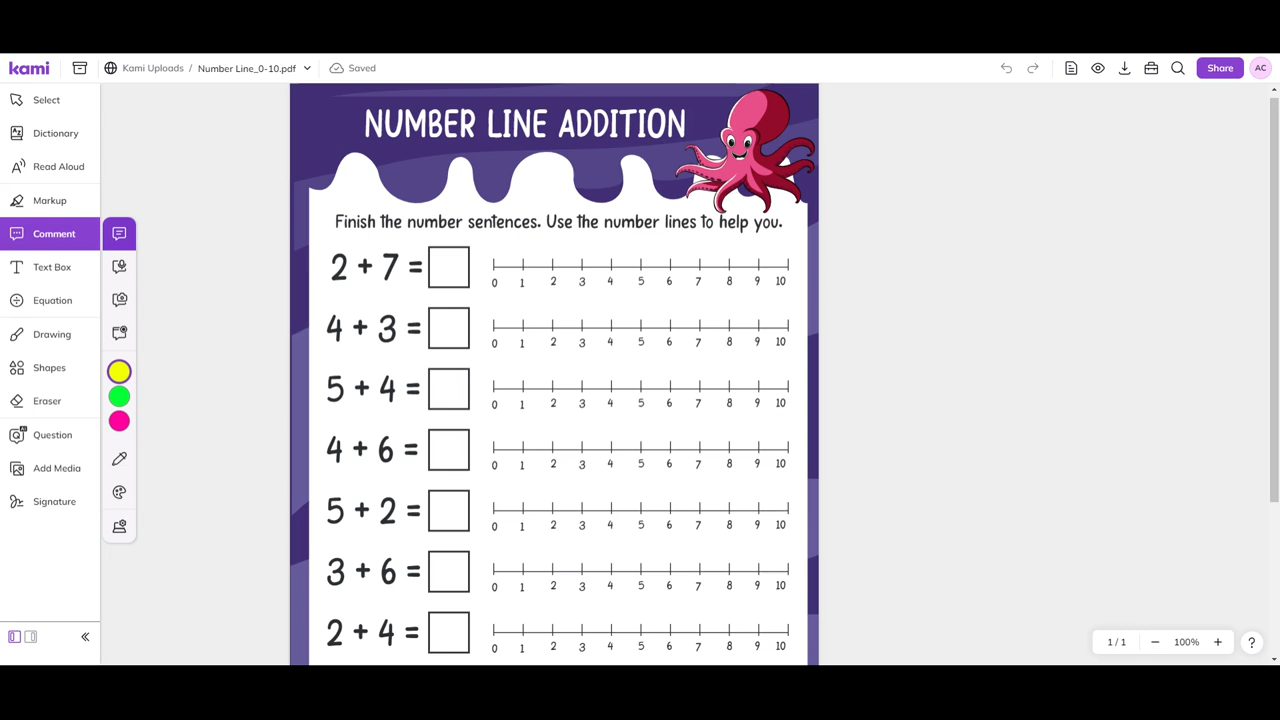 kami
Kami Uploads / Number Line_0-10.pdf
Saved
Share
AC
Select
Dictionary
Read Aloud
Markup
Comment
Text Box
Equation
Drawing
Shapes
Eraser
Question
Add Media
Signature
NUMBER LINE ADDITION
Finish the number sentences. Use the number lines to help you.
2 + 7 =
0 1 2 3 4 5 6 7 8 9 10
4 + 3 =
0 1 2 3 4 5 6 7 8 9 10
5 + 4 =
0 1 2 3 4 5 6 7 8 9 10
4 + 6 =
0 1 2 3 4 5 6 7 8 9 10
5 + 2 =
0 1 2 3 4 5 6 7 8 9 10
3 + 6 =
0 1 2 3 4 5 6 7 8 9 10
2 + 4 =
0 1 2 3 4 5 6 7 8 9 10
1 / 1
100%
?